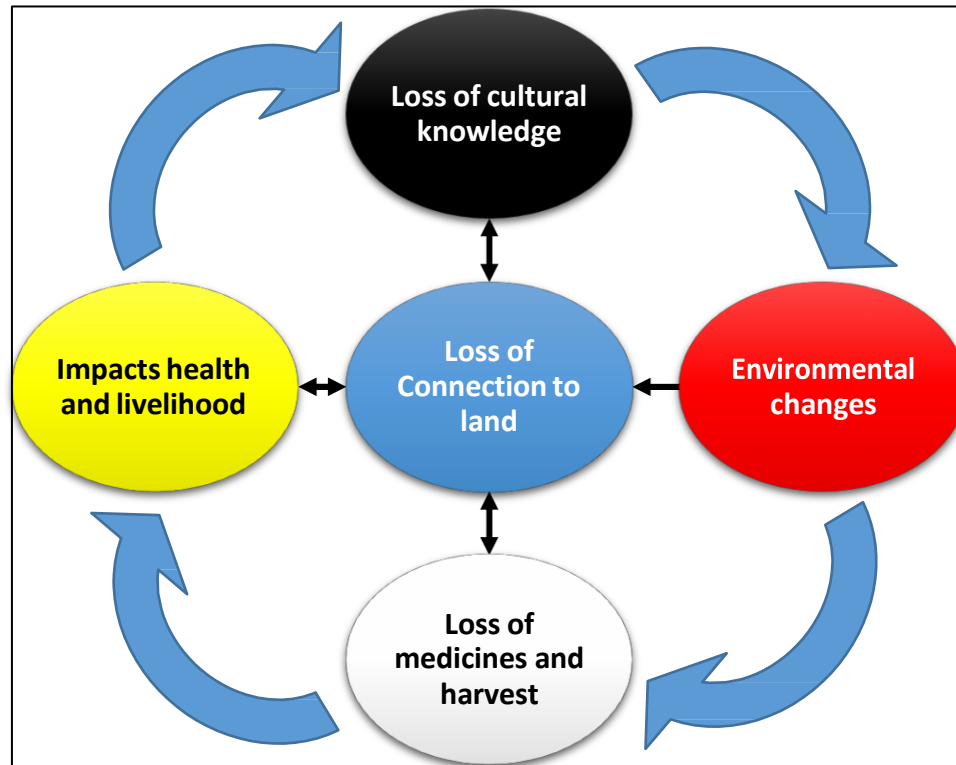 Loss of cultural
knowledge
Impacts health
and livelihood
Loss of
Connection to
land
Environmental
changes
Loss of
medicines and
harvest